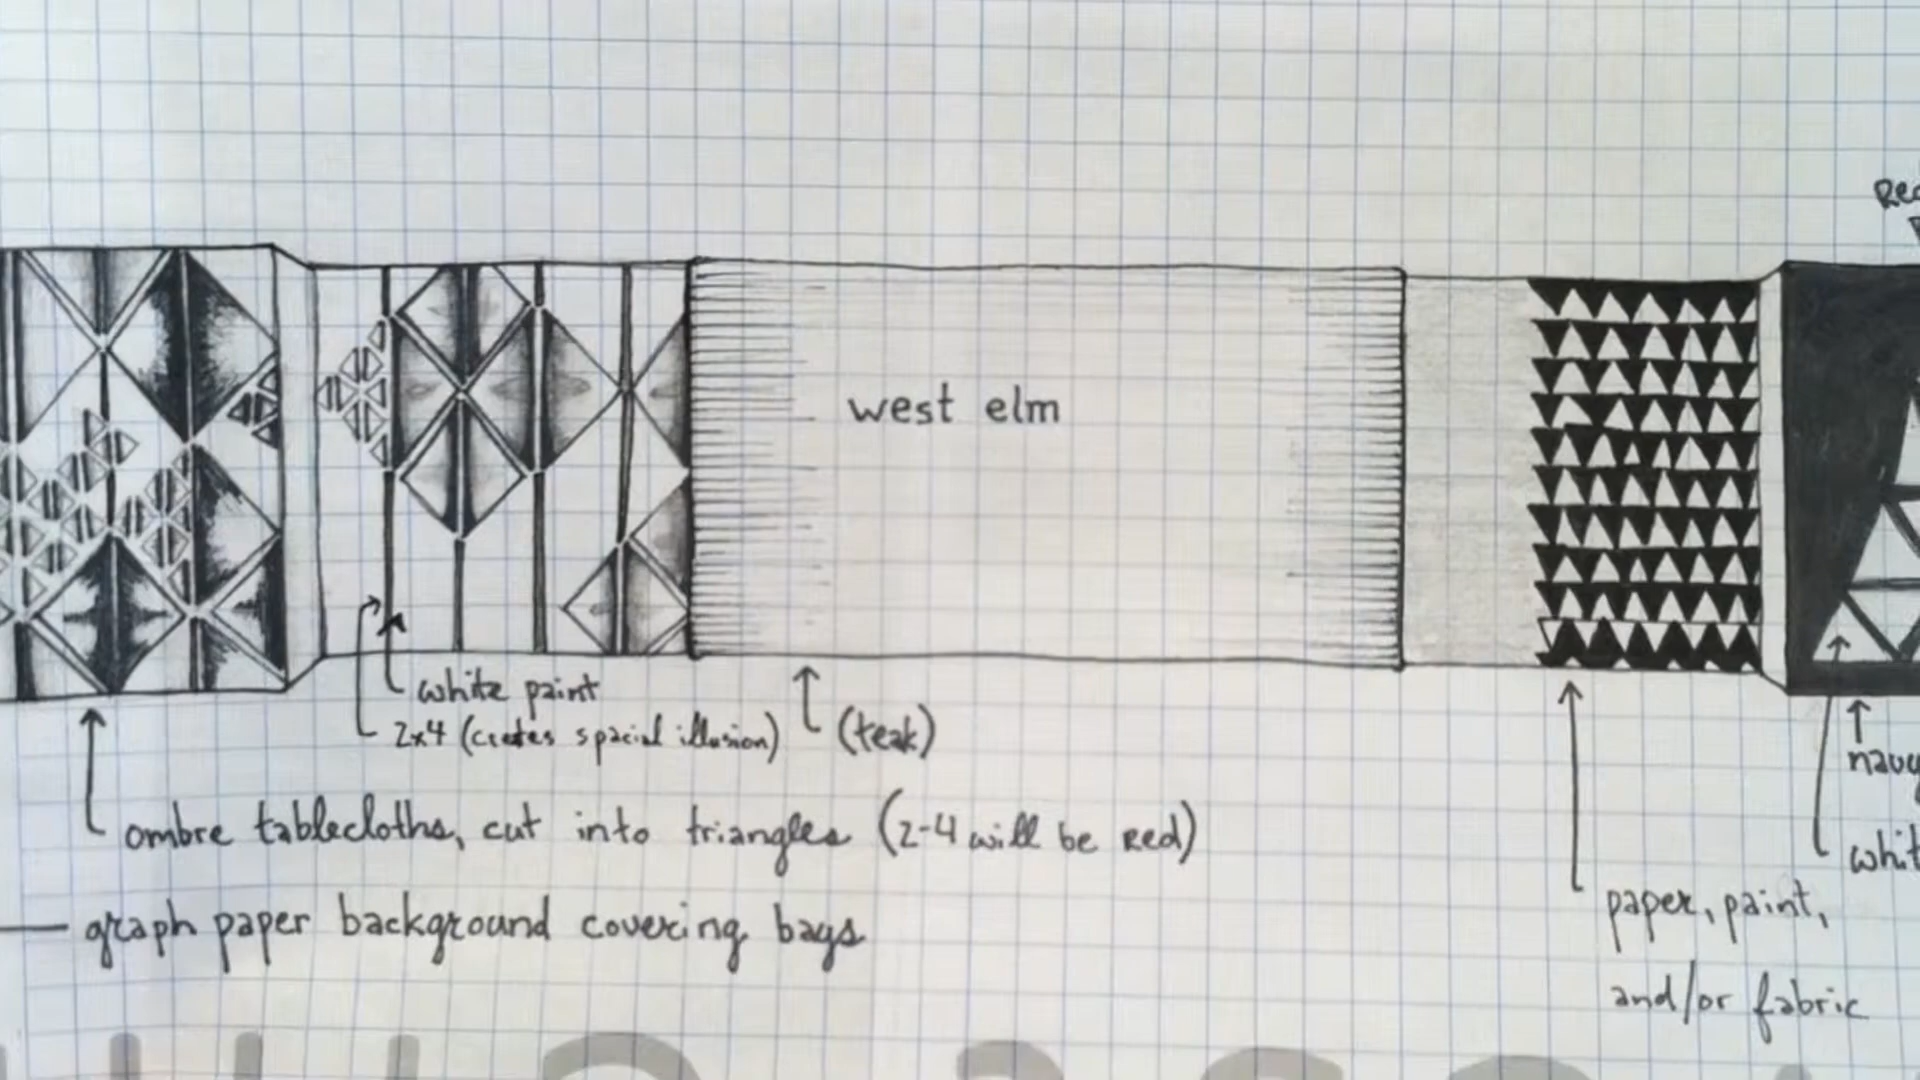 west elm
white paint
2x4 (creates spacial illusion)
(teak)
ombre tablecloths, cut into triangles (2-4 will be red)
graph paper background covering bags
paper, paint,
and/or fabric